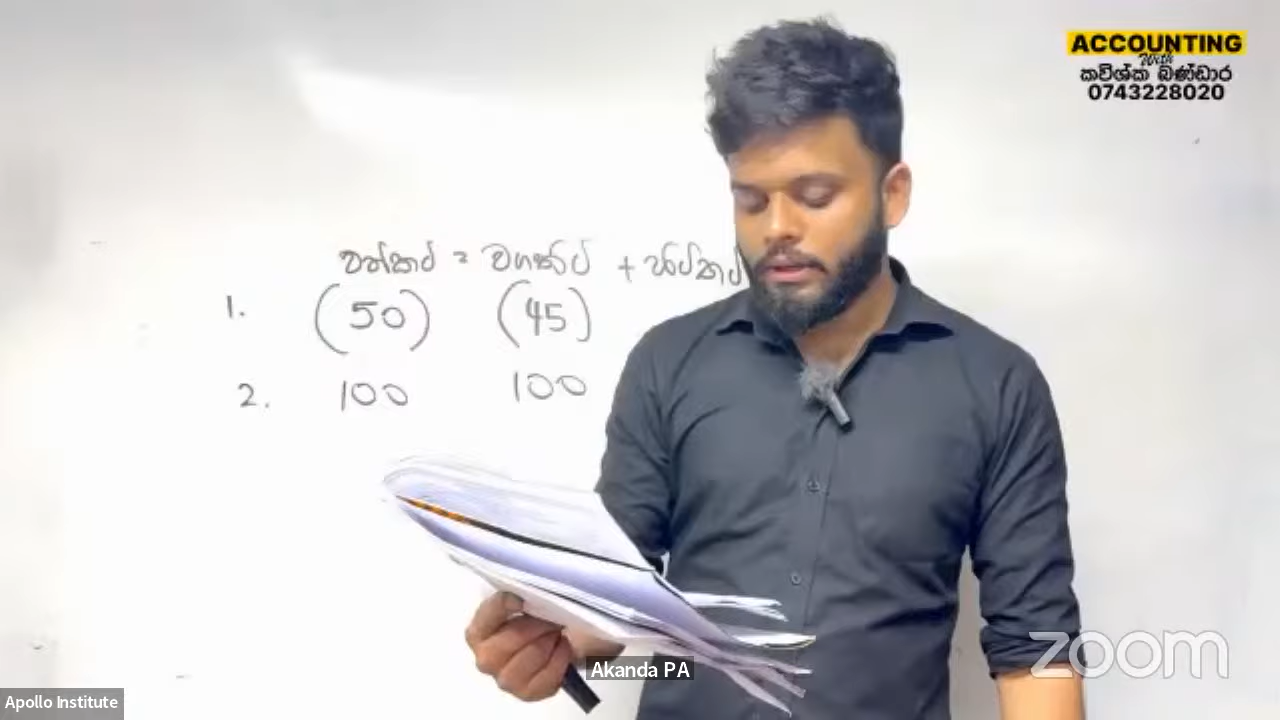 ACCOUNTING
With
කවිශ්ක බණ්ඩාර
0743228020
වත්කම් = වගකීම් + හිමිකම්
1. (50) (45)
2. 100 100
zoom
Akanda PA
Apollo Institute